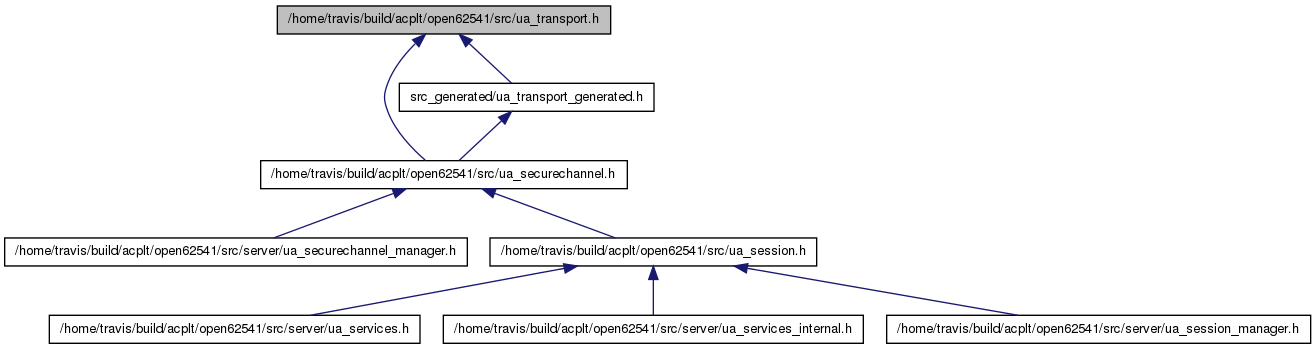 /home/travis/build/acplt/open62541/src/ua_transport.h
src_generated/ua_transport_generated.h
/home/travis/build/acplt/open62541/src/ua_securechannel.h
/home/travis/build/acplt/open62541/src/server/ua_securechannel_manager.h
/home/travis/build/acplt/open62541/src/ua_session.h
/home/travis/build/acplt/open62541/src/server/ua_services.h
/home/travis/build/acplt/open62541/src/server/ua_services_internal.h
/home/travis/build/acplt/open62541/src/server/ua_session_manager.h